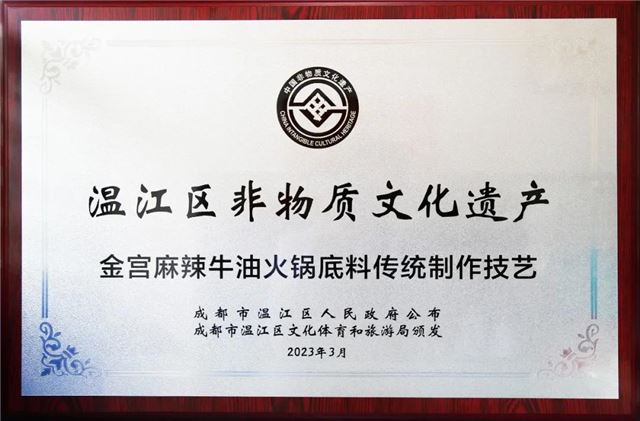 中国非物质文化遗产
CHINA INTANGIBLE CULTURAL HERITAGE
温江区非物质文化遗产
金宫麻辣牛油火锅底料传统制作技艺
成都市温江区人民政府公布
成都市温江区文化体育和旅游局颁发
2023年3月